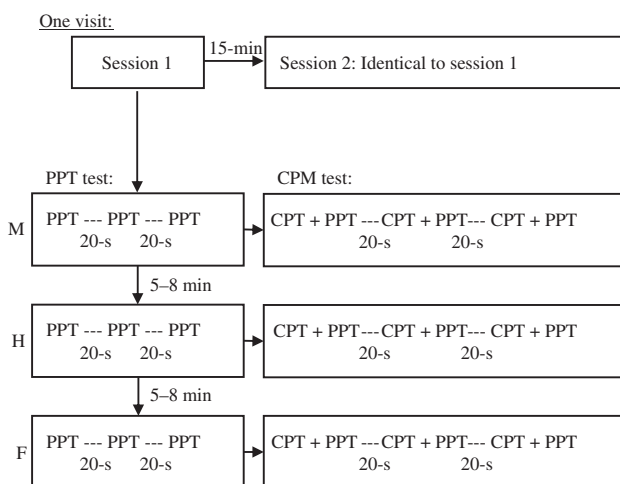 One visit:
Session 1
15-min
Session 2: Identical to session 1
PPT test:
CPM test:
M
PPT --- PPT --- PPT
20-s 20-s
CPT + PPT ---CPT + PPT--- CPT + PPT
20-s 20-s
5–8 min
H
PPT --- PPT --- PPT
20-s 20-s
CPT + PPT ---CPT + PPT--- CPT + PPT
20-s 20-s
5–8 min
F
PPT --- PPT --- PPT
20-s 20-s
CPT + PPT ---CPT + PPT--- CPT + PPT
20-s 20-s